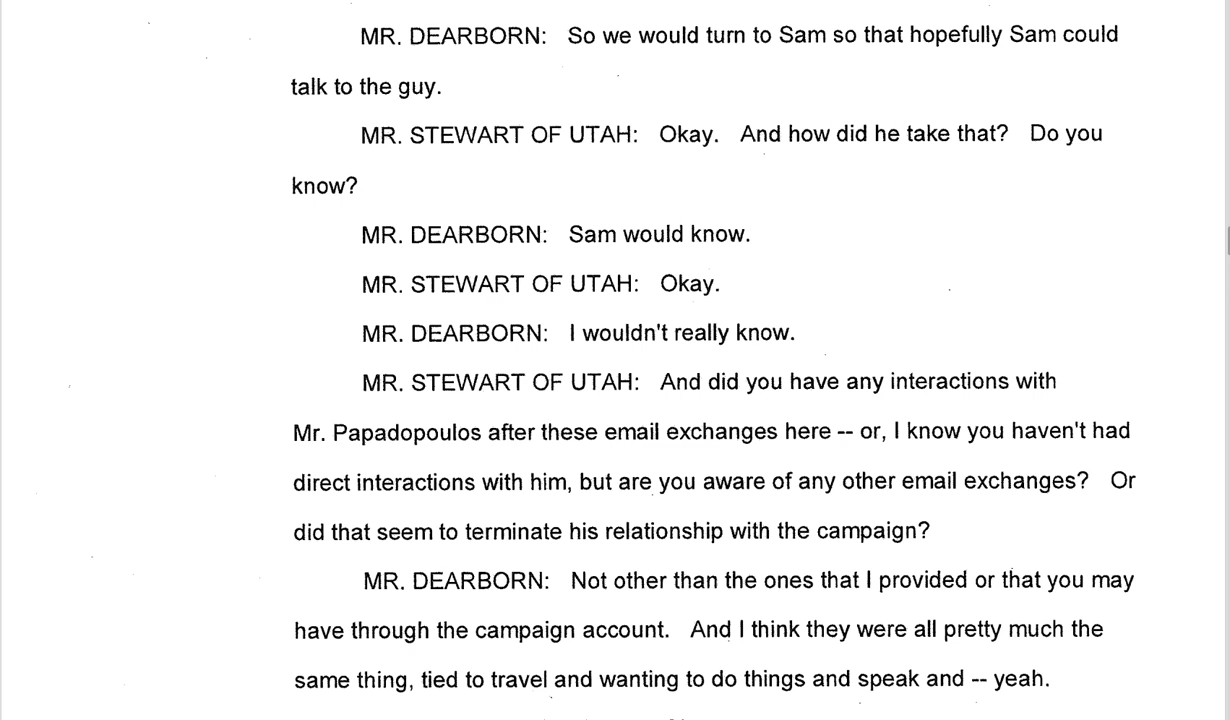 MR. DEARBORN: So we would turn to Sam so that hopefully Sam could
talk to the guy.
MR. STEWART OF UTAH: Okay. And how did he take that? Do you
know?
MR. DEARBORN: Sam would know.
MR. STEWART OF UTAH: Okay.
MR. DEARBORN: I wouldn't really know.
MR. STEWART OF UTAH: And did you have any interactions with
Mr. Papadopoulos after these email exchanges here -- or, I know you haven't had
direct interactions with him, but are you aware of any other email exchanges? Or
did that seem to terminate his relationship with the campaign?
MR. DEARBORN: Not other than the ones that I provided or that you may
have through the campaign account. And I think they were all pretty much the
same thing, tied to travel and wanting to do things and speak and -- yeah.